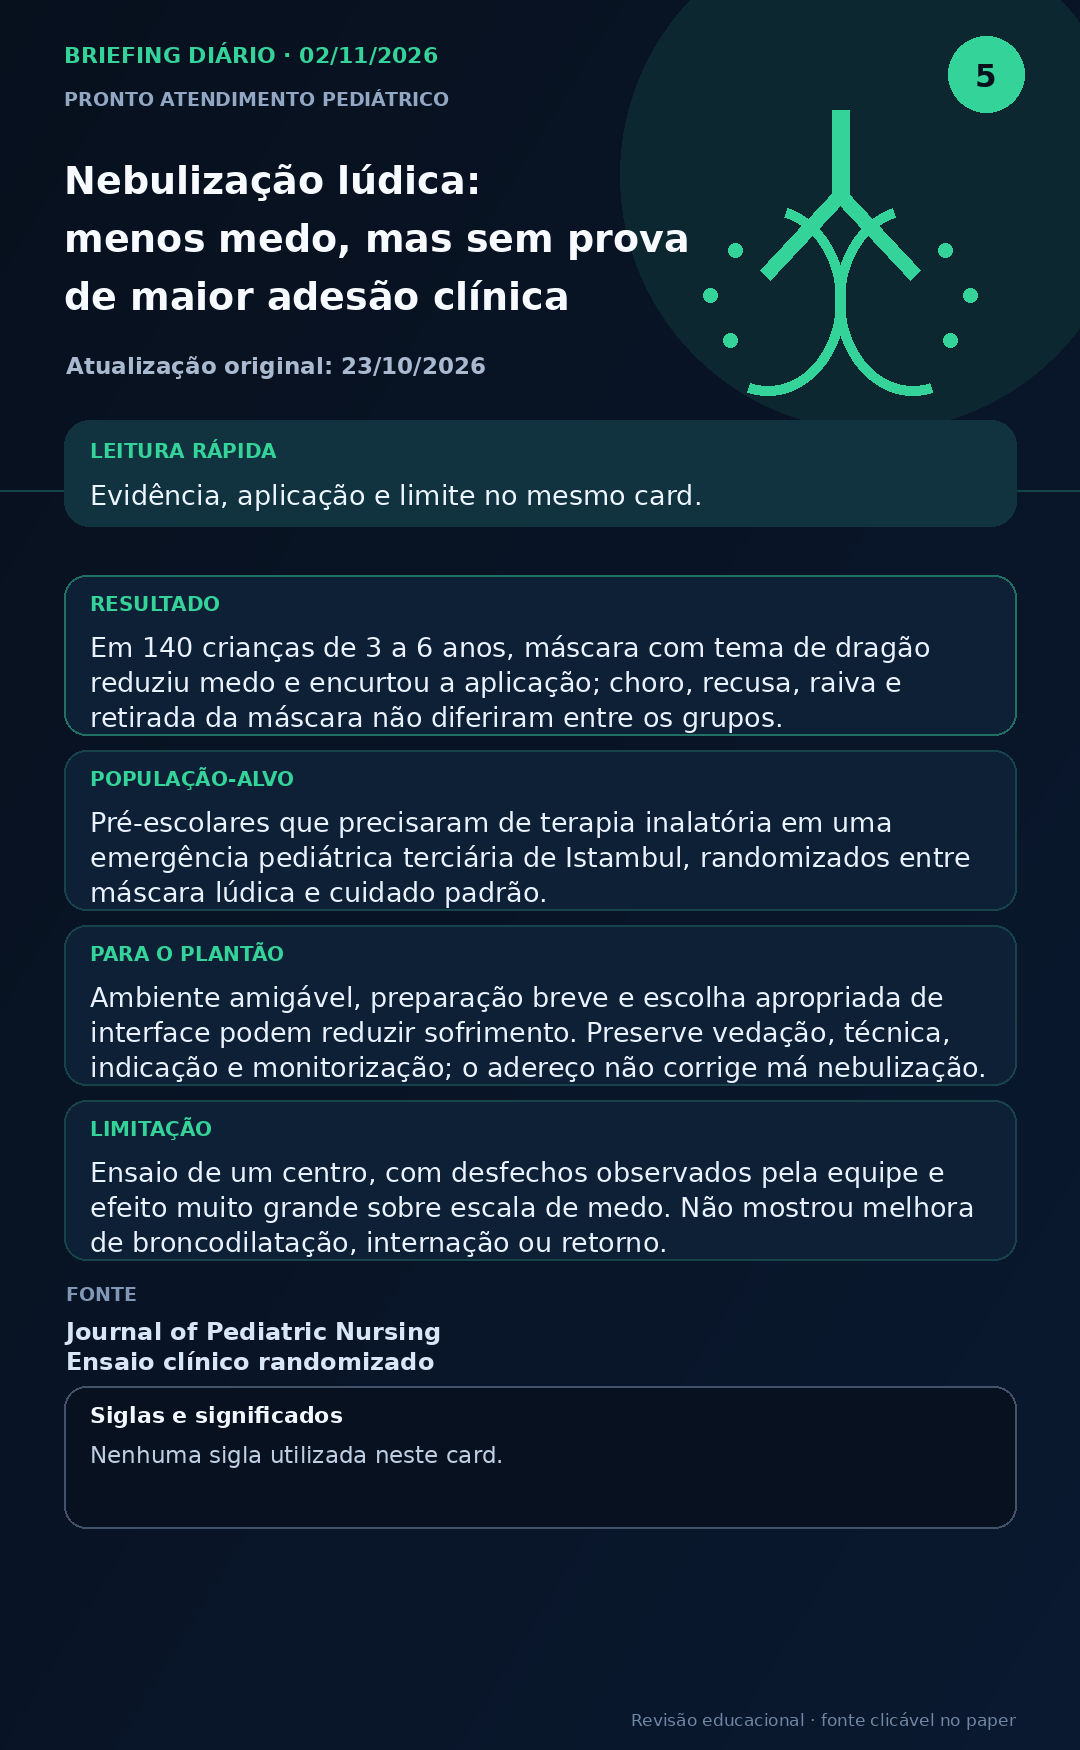 BRIEFING DIÁRIO · 02/11/2026
5
PRONTO ATENDIMENTO PEDIÁTRICO
Nebulização lúdica:
menos medo, mas sem prova
de maior adesão clínica
Atualização original: 23/10/2026
LEITURA RÁPIDA
Evidência, aplicação e limite no mesmo card.
RESULTADO
Em 140 crianças de 3 a 6 anos, máscara com tema de dragão
reduziu medo e encurtou a aplicação; choro, recusa, raiva e
retirada da máscara não diferiram entre os grupos.
POPULAÇÃO-ALVO
Pré-escolares que precisaram de terapia inalatória em uma
emergência pediátrica terciária de Istambul, randomizados entre
máscara lúdica e cuidado padrão.
PARA O PLANTÃO
Ambiente amigável, preparação breve e escolha apropriada de
interface podem reduzir sofrimento. Preserve vedação, técnica,
indicação e monitorização; o adereço não corrige má nebulização.
LIMITAÇÃO
Ensaio de um centro, com desfechos observados pela equipe e
efeito muito grande sobre escala de medo. Não mostrou melhora
de broncodilatação, internação ou retorno.
FONTE
Journal of Pediatric Nursing
Ensaio clínico randomizado
Siglas e significados
Nenhuma sigla utilizada neste card.
Revisão educacional · fonte clicável no paper